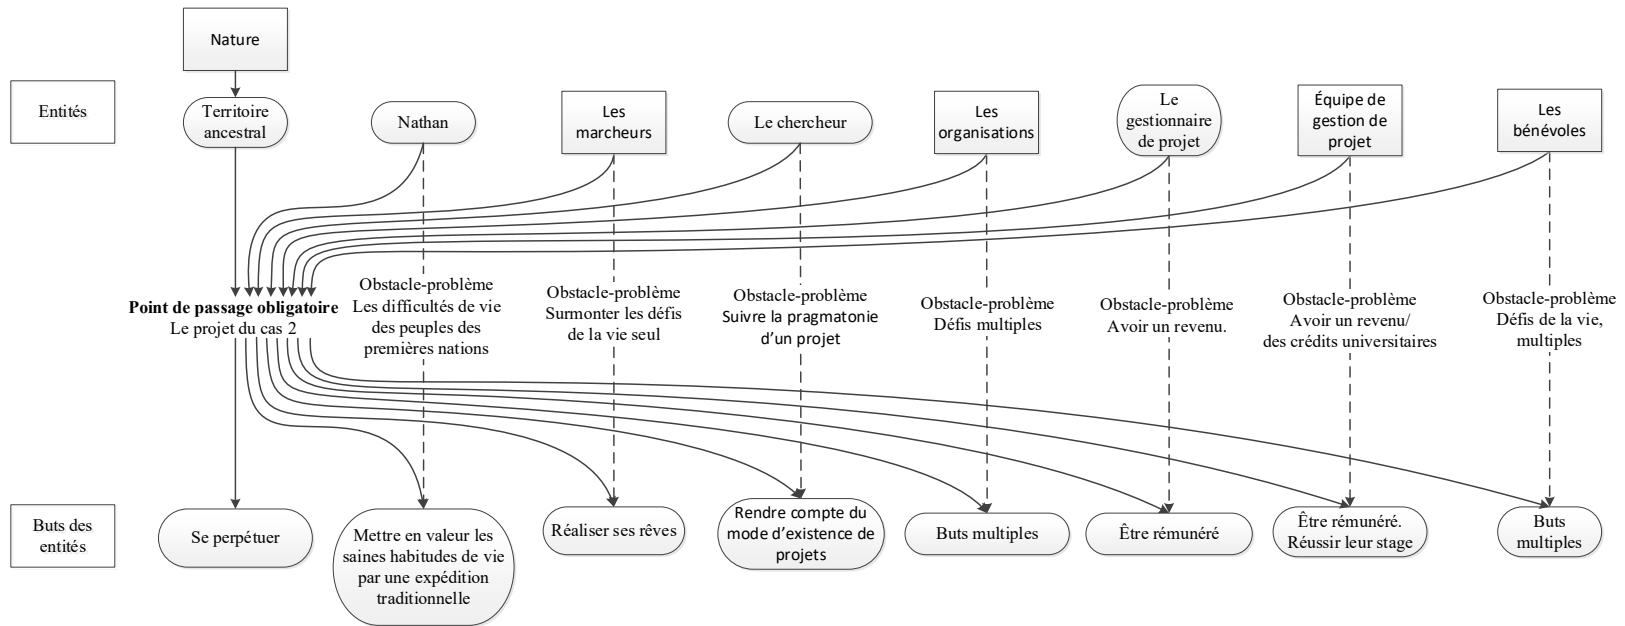 Nature
Entités
Territoire
ancestral
Nathan
Les
marcheurs
Le chercheur
Les
organisations
Le
gestionnaire
de projet
Équipe de
gestion de
projet
Les
bénévoles
Point de passage obligatoire
Le projet du cas 2
Obstacle-problème
Les difficultés de vie
des peuples des
premières nations
Obstacle-problème
Surmonter les défis
de la vie seul
Obstacle-problème
Suivre la pragmatonie
d'un projet
Obstacle-problème
Défis multiples
Obstacle-problème
Avoir un revenu.
Obstacle-problème
Avoir un revenu/
des crédits universitaires
Obstacle-problème
Défis de la vie,
multiples
Buts des
entités
Se perpétuer
Mettre en valeur les
saines habitudes de vie
par une expédition
traditionnelle
Réaliser ses rêves
Rendre compte du
mode d'existence de
projets
Buts multiples
Être rémunéré
Être rémunéré.
Réussir leur stage
Buts
multiples